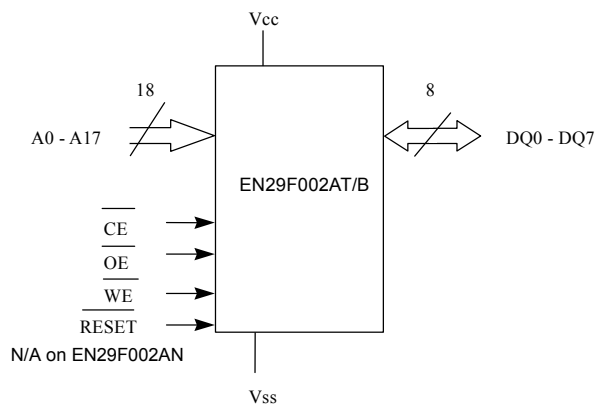 Vcc
18
8
A0 - A17
DQ0 - DQ7
EN29F002AT/B
CE
OE
WE
RESET
N/A on EN29F002AN
Vss